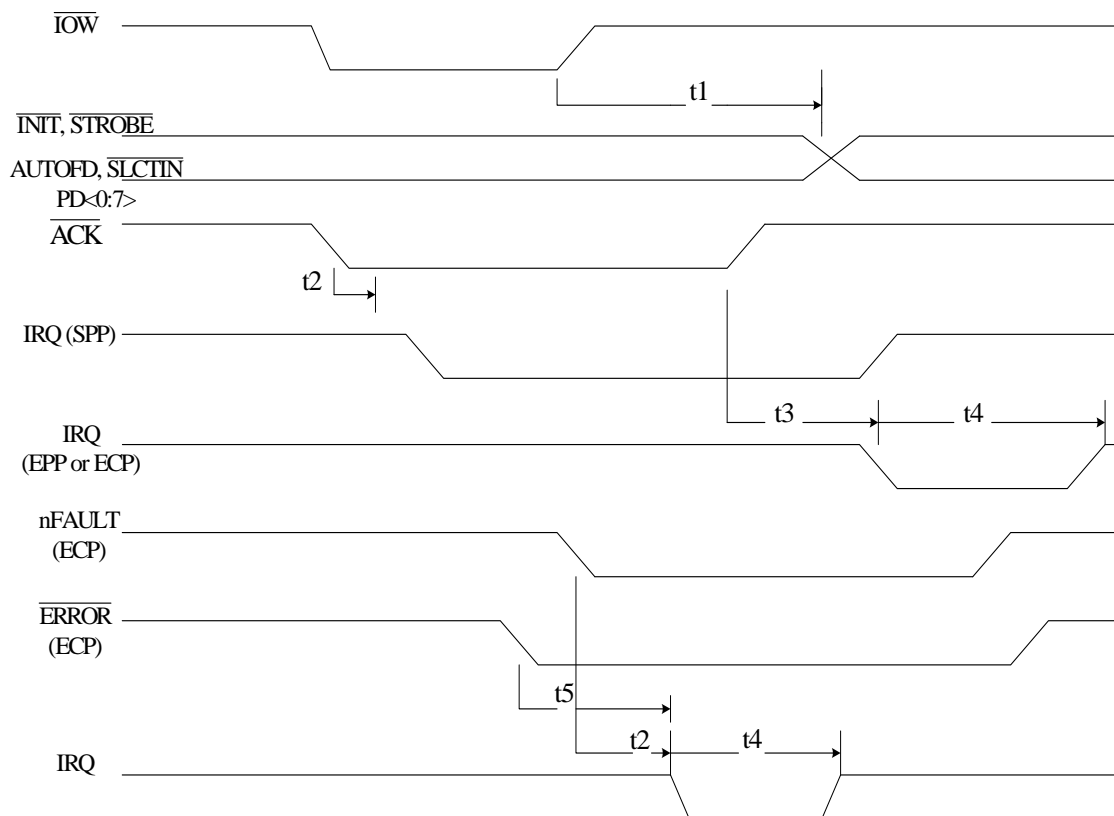 IOW
t1
INIT, STROBE
AUTOFD, SLCTIN
PD<0:7>
ACK
t2
IRQ (SPP)
t3
t4
IRQ
(EPP or ECP)
nFAULT
(ECP)
ERROR
(ECP)
t5
t2
t4
IRQ